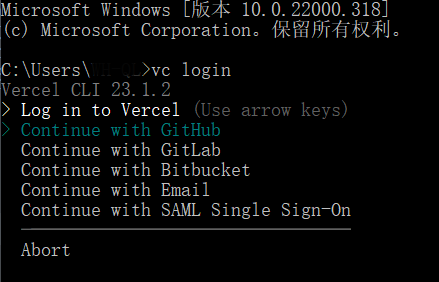 Microsoft Windows [版本 10.0.22000.318]
(c) Microsoft Corporation。保留所有权利。
C:\Users\ >vc login
Vercel CLI 23.1.2
> Log in to Vercel (Use arrow keys)
> Continue with GitHub
Continue with GitLab
Continue with Bitbucket
Continue with Email
Continue with SAML Single Sign-On
Abort